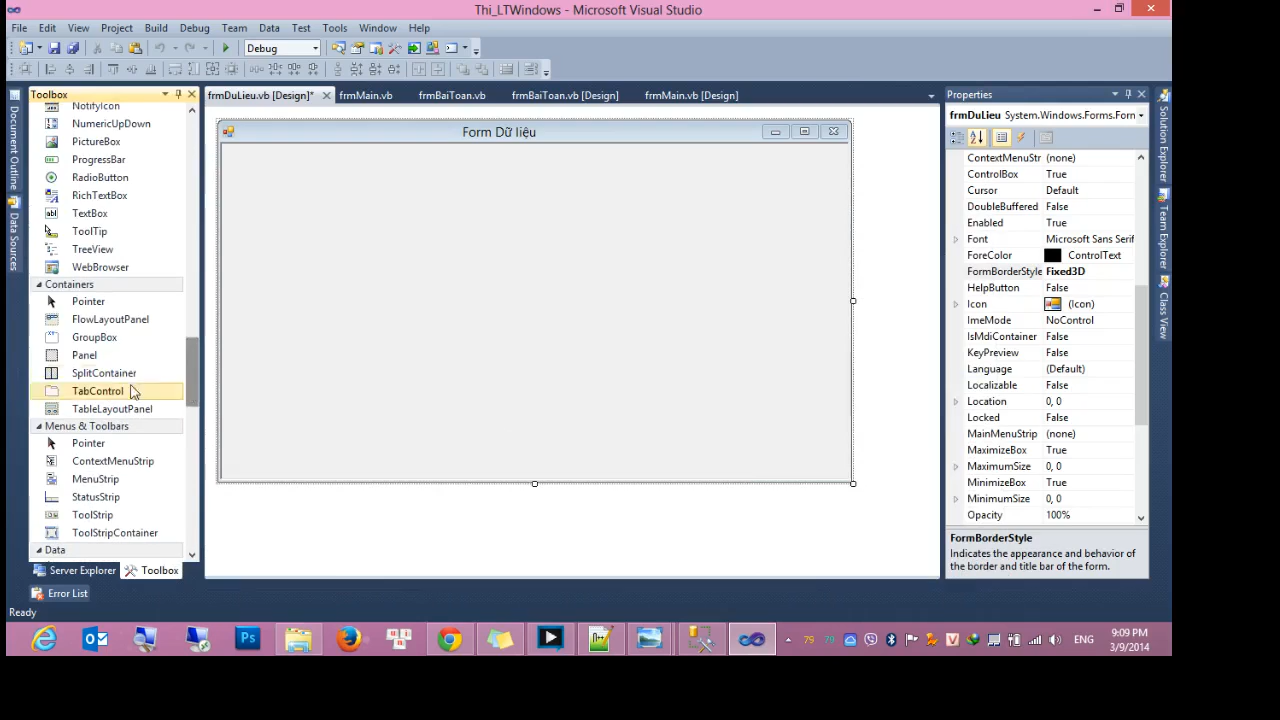 Thi_LTWindows - Microsoft Visual Studio
File Edit View Project Build Debug Team Data Test Tools Window Help
Debug
Toolbox
frmDuLieu.vb [Design]* frmMain.vb frmBaiToan.vb frmBaiToan.vb [Design] frmMain.vb [Design]
Document Outline
Data Sources
NotifyIcon
NumericUpDown
PictureBox
ProgressBar
RadioButton
RichTextBox
TextBox
ToolTip
TreeView
WebBrowser
Containers
Pointer
FlowLayoutPanel
GroupBox
Panel
SplitContainer
TabControl
TableLayoutPanel
Menus & Toolbars
Pointer
ContextMenuStrip
MenuStrip
StatusStrip
ToolStrip
ToolStripContainer
Data
Server Explorer Toolbox
Error List
Ready
Form Dữ liệu
Properties
frmDuLieu System.Windows.Forms.Form
ContextMenuStr (none)
ControlBox True
Cursor Default
DoubleBuffered False
Enabled True
Font Microsoft Sans Serif
ForeColor ControlText
FormBorderStyle Fixed3D
HelpButton False
Icon (Icon)
ImeMode NoControl
IsMdiContainer False
KeyPreview False
Language (Default)
Localizable False
Location 0, 0
Locked False
MainMenuStrip (none)
MaximizeBox True
MaximumSize 0, 0
MinimizeBox True
MinimumSize 0, 0
Opacity 100%
FormBorderStyle
Indicates the appearance and behavior of
the border and title bar of the form.
Solution Explorer
Team Explorer
Class View
Ps
79 79
ENG
9:09 PM
3/9/2014